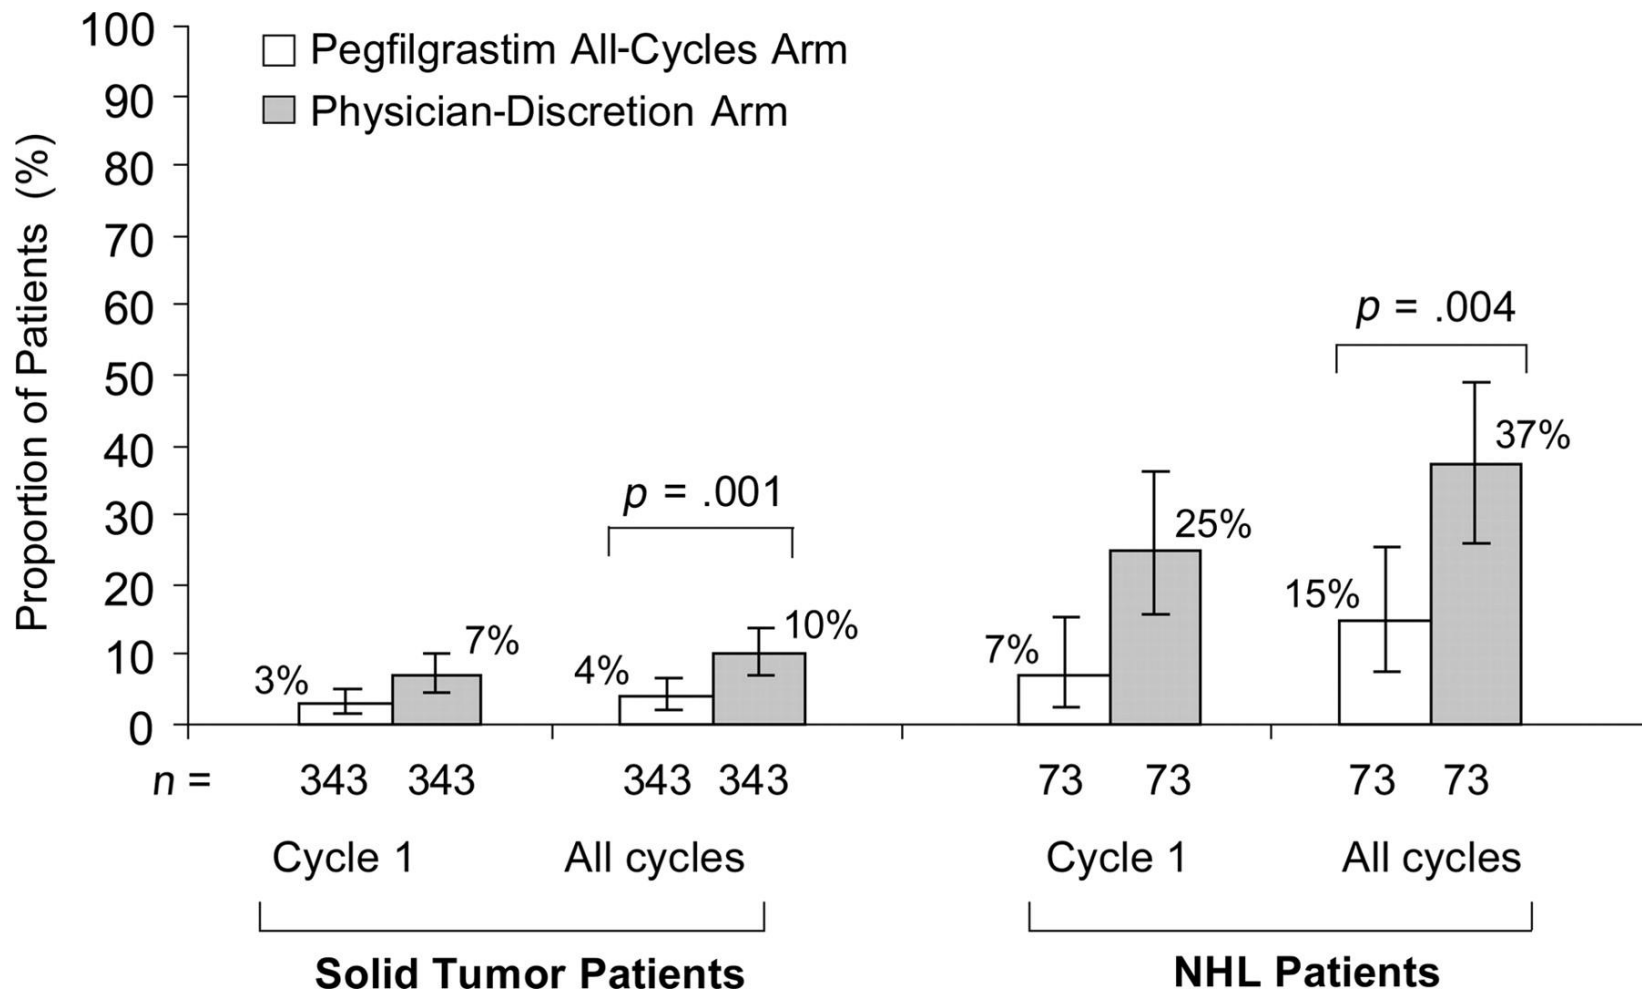 Pegfilgrastim All-Cycles Arm
Physician-Discretion Arm
Proportion of Patients (%)
100
90
80
70
60
50
40
30
20
10
0
3%
7%
4%
10%
p = .001
7%
25%
15%
37%
p = .004
n = 343 343 343 343 73 73 73 73
Cycle 1 All cycles Cycle 1 All cycles
Solid Tumor Patients NHL Patients